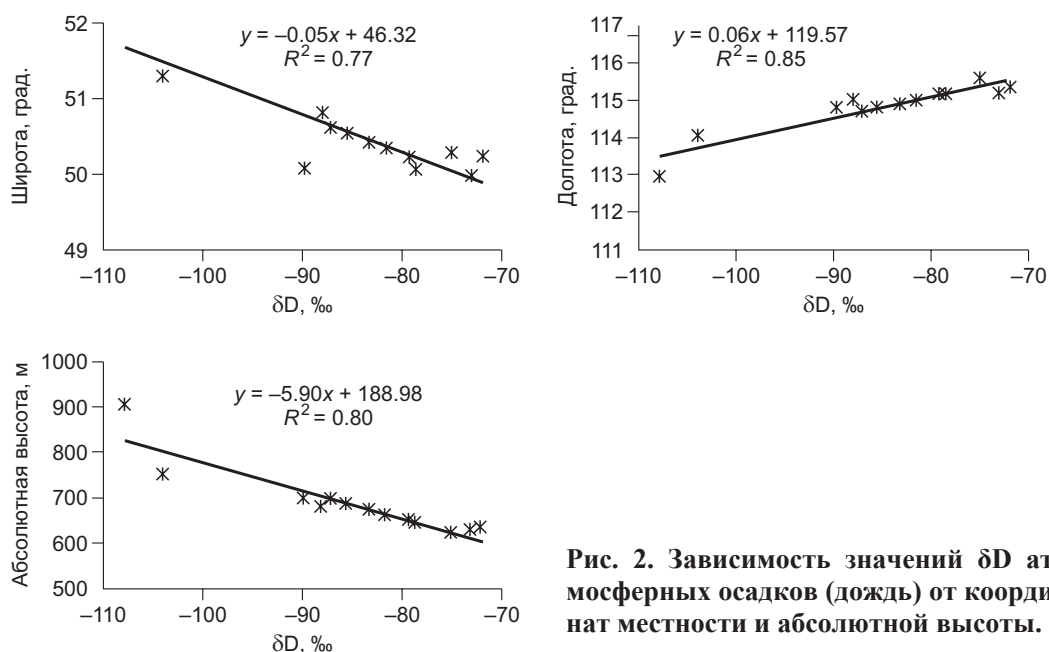 52
51
50
49
Широта, град.
y = –0.05x + 46.32
R² = 0.77
–110 –100 –90 –80 –70
δD, ‰
117
116
115
114
113
112
111
Долгота, град.
y = 0.06x + 119.57
R² = 0.85
–110 –100 –90 –80 –70
δD, ‰
1000
900
800
700
600
500
Абсолютная высота, м
y = –5.90x + 188.98
R² = 0.80
–110 –100 –90 –80 –70
δD, ‰
Рис. 2. Зависимость значений δD ат
мосферных осадков (дождь) от коорди
нат местности и абсолютной высоты.